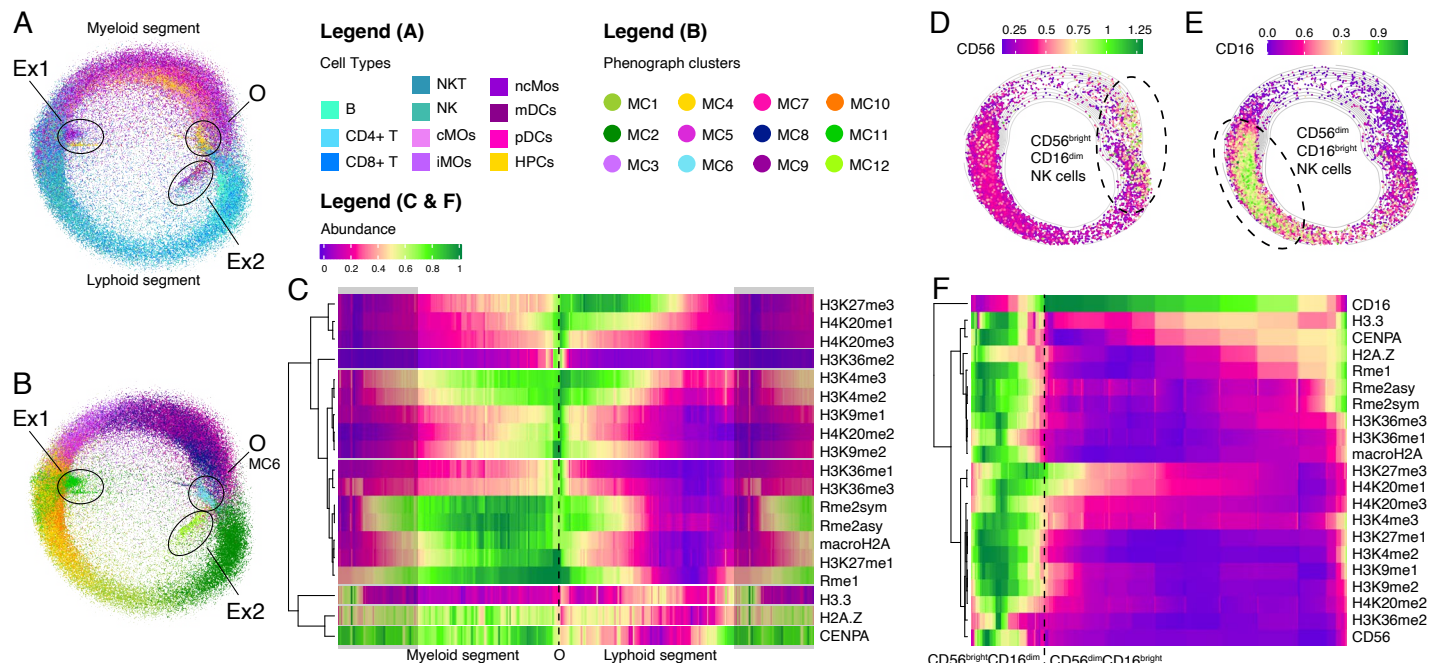 A
Myeloid segment
Ex1
O
Ex2
Lyphoid segment
Legend (A)
Cell Types
B
CD4+ T
CD8+ T
NKT
NK
cMOs
iMOs
ncMos
mDCs
pDCs
HPCs
Legend (B)
Phenograph clusters
MC1
MC4
MC7
MC10
MC2
MC5
MC8
MC11
MC3
MC6
MC9
MC12
Legend (C & F)
Abundance
0 0.2 0.4 0.6 0.8 1
B
Ex1
O
MC6
Ex2
C
H3K27me3
H4K20me1
H4K20me3
H3K36me2
H3K4me3
H3K4me2
H3K9me1
H4K20me2
H3K9me2
H3K36me1
H3K36me3
Rme2sym
Rme2asy
macroH2A
H3K27me1
Rme1
H3.3
H2A.Z
CENPA
Myeloid segment O Lyphoid segment
D
0.25 0.5 1 1.25
CD56
CD56bright
CD16dim
NK cells
E
0.0 0.6 0.3 0.9
CD16
CD56dim
CD16bright
NK cells
F
CD16
H3.3
CENPA
H2A.Z
Rme1
Rme2asy
Rme2sym
H3K36me3
H3K36me1
macroH2A
H3K27me3
H4K20me1
H4K20me3
H3K4me3
H3K27me1
H3K4me2
H3K9me1
H3K9me2
H4K20me2
H3K36me2
CD56
CD56brightCD16dim CD56dimCD16bright